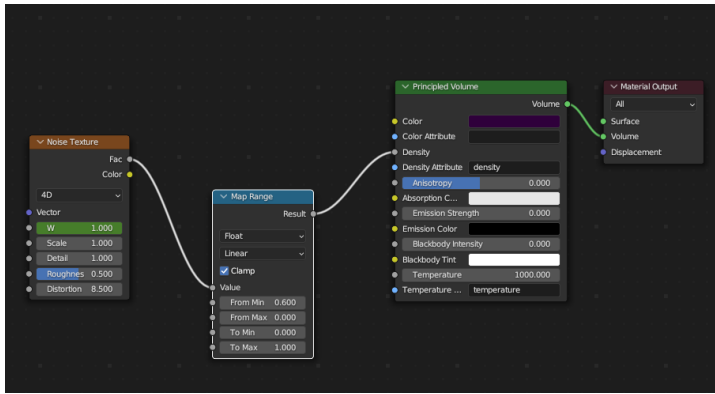 Noise Texture
Fac
Color
4D
Vector
W 1.000
Scale 1.000
Detail 1.000
Roughnes 0.500
Distortion 8.500
Map Range
Result
Float
Linear
Clamp
Value
From Min 0.600
From Max 0.000
To Min 0.000
To Max 1.000
Principled Volume
Volume
Color
Color Attribute
Density
Density Attribute density
Anisotropy 0.000
Absorption C...
Emission Strength 0.000
Emission Color
Blackbody Intensity 0.000
Blackbody Tint
Temperature 1000.000
Temperature ... temperature
Material Output
All
Surface
Volume
Displacement